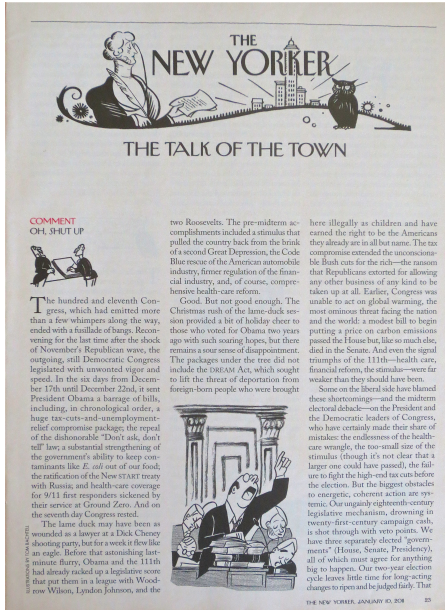 THE
NEW YORKER
THE TALK OF THE TOWN
COMMENT
OH, SHUT UP
The hundred and eleventh Con-
gress, which had emitted more
than a few whimpers along the way,
ended with a fusillade of bangs. Recon-
vening for the last time after the shock
of November's Republican wave, the
outgoing, still Democratic Congress
legislated with unwonted vigor and
speed. In the six days from Decem-
ber 17th until December 22nd, it sent
President Obama a barrage of bills,
including, in chronological order, a
huge tax-cuts-and-unemployment-
relief compromise package; the repeal
of the dishonorable "Don't ask, don't
tell" law; a substantial strengthening of
the government's ability to keep con-
taminants like E. coli out of our food;
the ratification of the New START treaty
with Russia; and health-care coverage
for 9/11 first responders sickened by
their service at Ground Zero. And on
the seventh day Congress rested.
The lame duck may have been as
wounded as a lawyer at a Dick Cheney
shooting party, but for a week it flew like
an eagle. Before that astonishing last-
minute flurry, Obama and the 111th
had already racked up a legislative score
that put them in a league with Wood-
row Wilson, Lyndon Johnson, and the
two Roosevelts. The pre-midterm ac-
complishments included a stimulus that
pulled the country back from the brink
of a second Great Depression, the Code
Blue rescue of the American automobile
industry, firmer regulation of the finan-
cial industry, and, of course, compre-
hensive health-care reform.
Good. But not good enough. The
Christmas rush of the lame-duck ses-
sion provided a bit of holiday cheer to
those who voted for Obama two years
ago with such soaring hopes, but there
remains a sour sense of disappointment.
The packages under the tree did not
include the DREAM Act, which sought
to lift the threat of deportation from
foreign-born people who were brought
here illegally as children and have
earned the right to be the Americans
they already are in all but name. The tax
compromise extended the unconsciona-
ble Bush cuts for the rich—the ransom
that Republicans extorted for allowing
any other business of any kind to be
taken up at all. Earlier, Congress was
unable to act on global warming, the
most ominous threat facing the nation
and the world: a modest bill to begin
putting a price on carbon emissions
passed the House but, like so much else,
died in the Senate. And even the signal
triumphs of the 111th—health care,
financial reform, the stimulus—were far
weaker than they should have been.
Some on the liberal side have blamed
these shortcomings—and the midterm
electoral debacle—on the President and
the Democratic leaders of Congress,
who have certainly made their share of
mistakes: the endlessness of the health-
care wrangle, the too-small size of the
stimulus (though it's not clear that a
larger one could have passed), the fail-
ure to fight the high-end tax cuts before
the election. But the biggest obstacles
to energetic, coherent action are sys-
temic. Our ungainly eighteenth-century
legislative mechanism, drowning in
twenty-first-century campaign cash,
is shot through with veto points. We
have three separately elected "govern-
ments" (House, Senate, Presidency),
all of which must agree for anything
big to happen. Our two-year election
cycle leaves little time for long-acting
changes to ripen and be judged fairly. That
ILLUSTRATIONS BY TOM BACHTELL
THE NEW YORKER, JANUARY 10, 2011 23